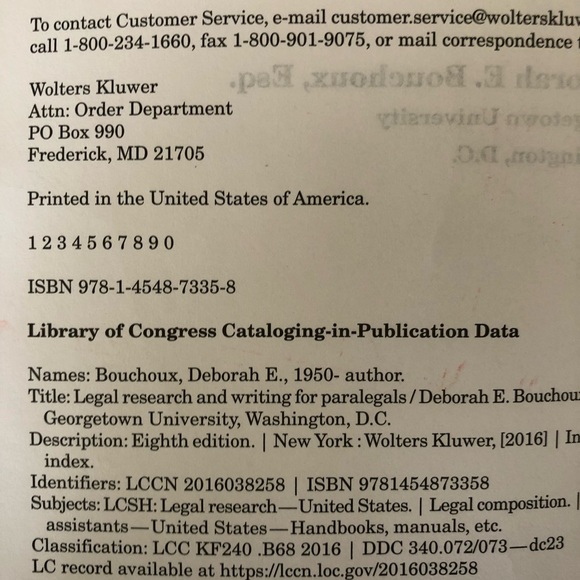 To contact Customer Service, e-mail customer.service@wolterskluw
call 1-800-234-1660, fax 1-800-901-9075, or mail correspondence
Wolters Kluwer
Attn: Order Department
PO Box 990
Frederick, MD 21705
Printed in the United States of America.
1 2 3 4 5 6 7 8 9 0
ISBN 978-1-4548-7335-8
Library of Congress Cataloging-in-Publication Data
Names: Bouchoux, Deborah E., 1950- author.
Title: Legal research and writing for paralegals / Deborah E. Bouchou
Georgetown University, Washington, D.C.
Description: Eighth edition. | New York : Wolters Kluwer, [2016] | In
index.
Identifiers: LCCN 2016038258 | ISBN 9781454873358
Subjects: LCSH: Legal research—United States. | Legal composition. |
assistants—United States—Handbooks, manuals, etc.
Classification: LCC KF240 .B68 2016 | DDC 340.072/073—dc23
LC record available at https://lccn.loc.gov/2016038258